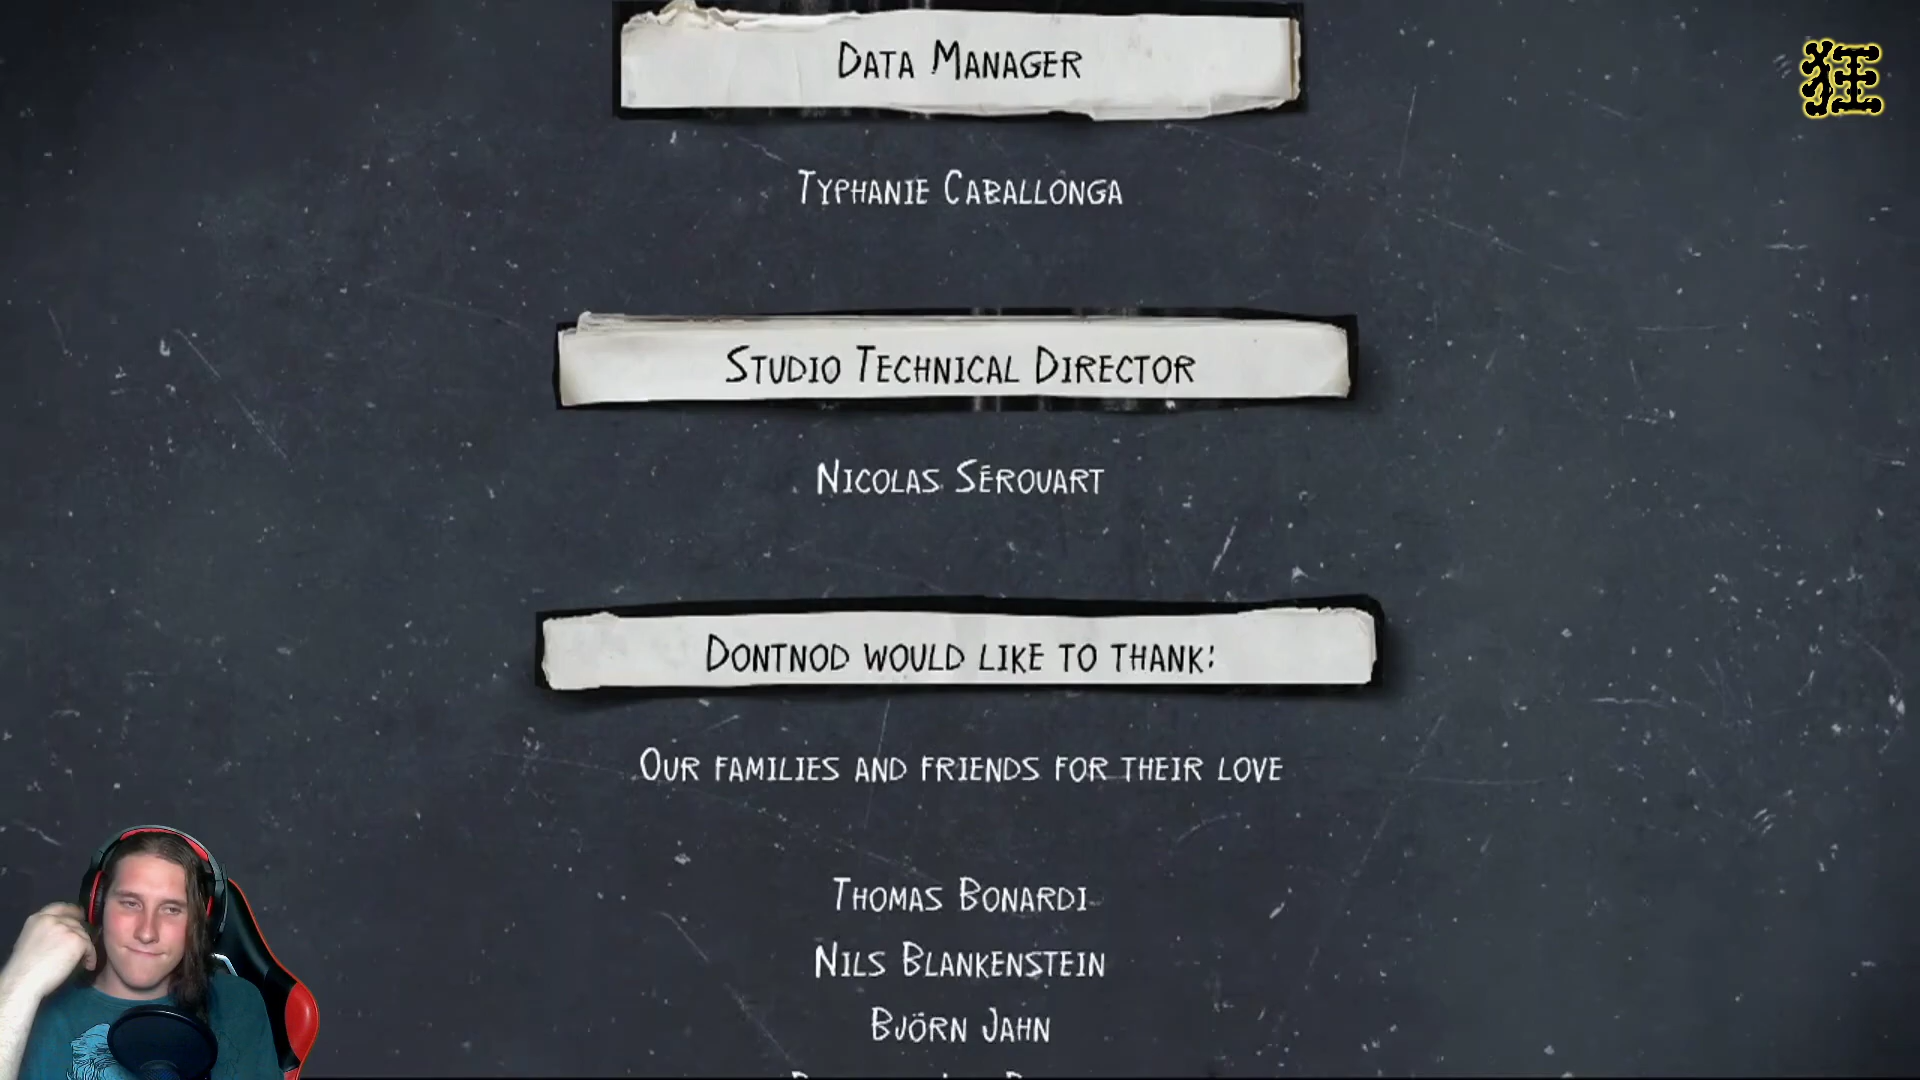 Data Manager
狂
Typhanie Caballonga
Studio Technical Director
Nicolas Sérouart
Dontnod would like to thank:
Our families and friends for their love
Thomas Bonardi
Nils Blankenstein
Björn Jahn